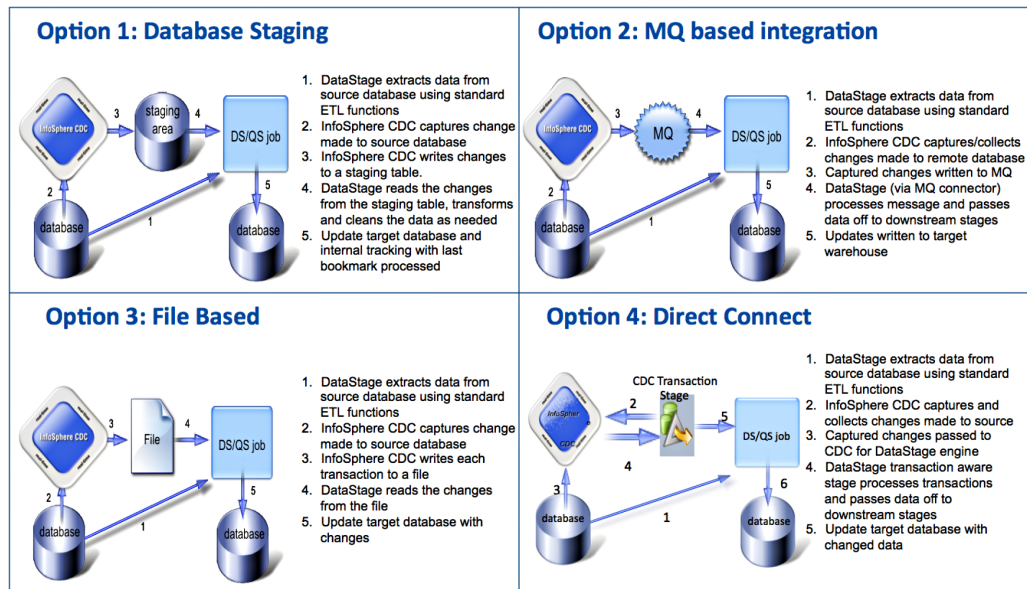 Option 1: Database Staging
InfoSphere CDC
3
staging
area
4
DS/QS job
2
1
5
database
database
1. DataStage extracts data from
source database using standard
ETL functions
2. InfoSphere CDC captures change
made to source database
3. InfoSphere CDC writes changes
to a staging table.
4. DataStage reads the changes
from the staging table, transforms
and cleans the data as needed
5. Update target database and
internal tracking with last
bookmark processed
Option 2: MQ based integration
InfoSphere CDC
3
MQ
4
DS/QS job
2
1
5
database
database
1. DataStage extracts data from
source database using standard
ETL functions
2. InfoSphere CDC captures/collects
changes made to remote database
3. Captured changes written to MQ
4. DataStage (via MQ connector)
processes message and passes
data off to downstream stages
5. Updates written to target
warehouse
Option 3: File Based
InfoSphere CDC
3
File
4
DS/QS job
2
1
5
database
database
1. DataStage extracts data from
source database using standard
ETL functions
2. InfoSphere CDC captures change
made to source database
3. InfoSphere CDC writes each
transaction to a file
4. DataStage reads the changes
from the file
5. Update target database with
changes
Option 4: Direct Connect
CDC Transaction
Stage
InfoSpher
CDC
2
4
5
DS/QS job
3
1
6
database
database
1. DataStage extracts data from
source database using standard
ETL functions
2. InfoSphere CDC captures and
collects changes made to source
3. Captured changes passed to
CDC for DataStage engine
4. DataStage transaction aware
stage processes transactions
and passes data off to
downstream stages
5. Update target database with
changed data